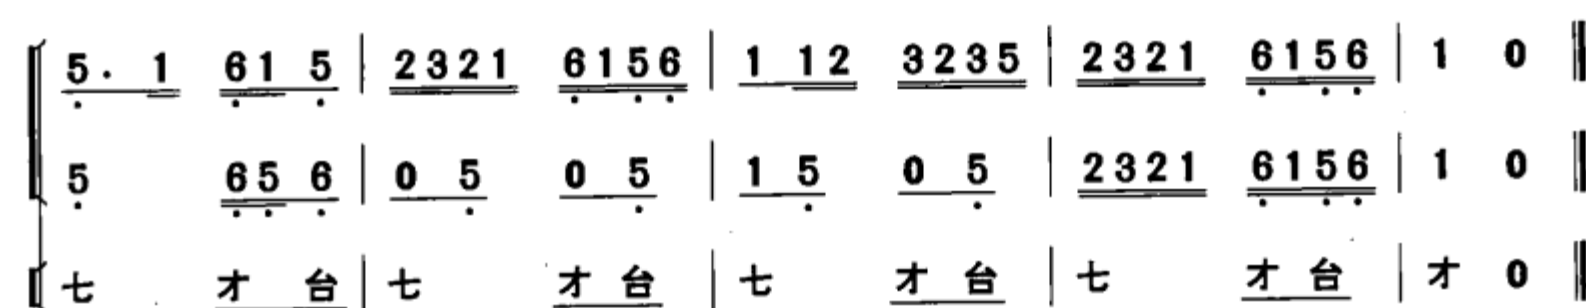 5· 1 61 5 | 2321 6156 | 1 12 3235 | 2321 6156 | 1 0 ‖
5 65 6 | 0 5 0 5 | 1 5 0 5 | 2321 6156 | 1 0 ‖
七 才 台 | 七 才 台 | 七 才 台 | 七 才 台 | 才 0 ‖